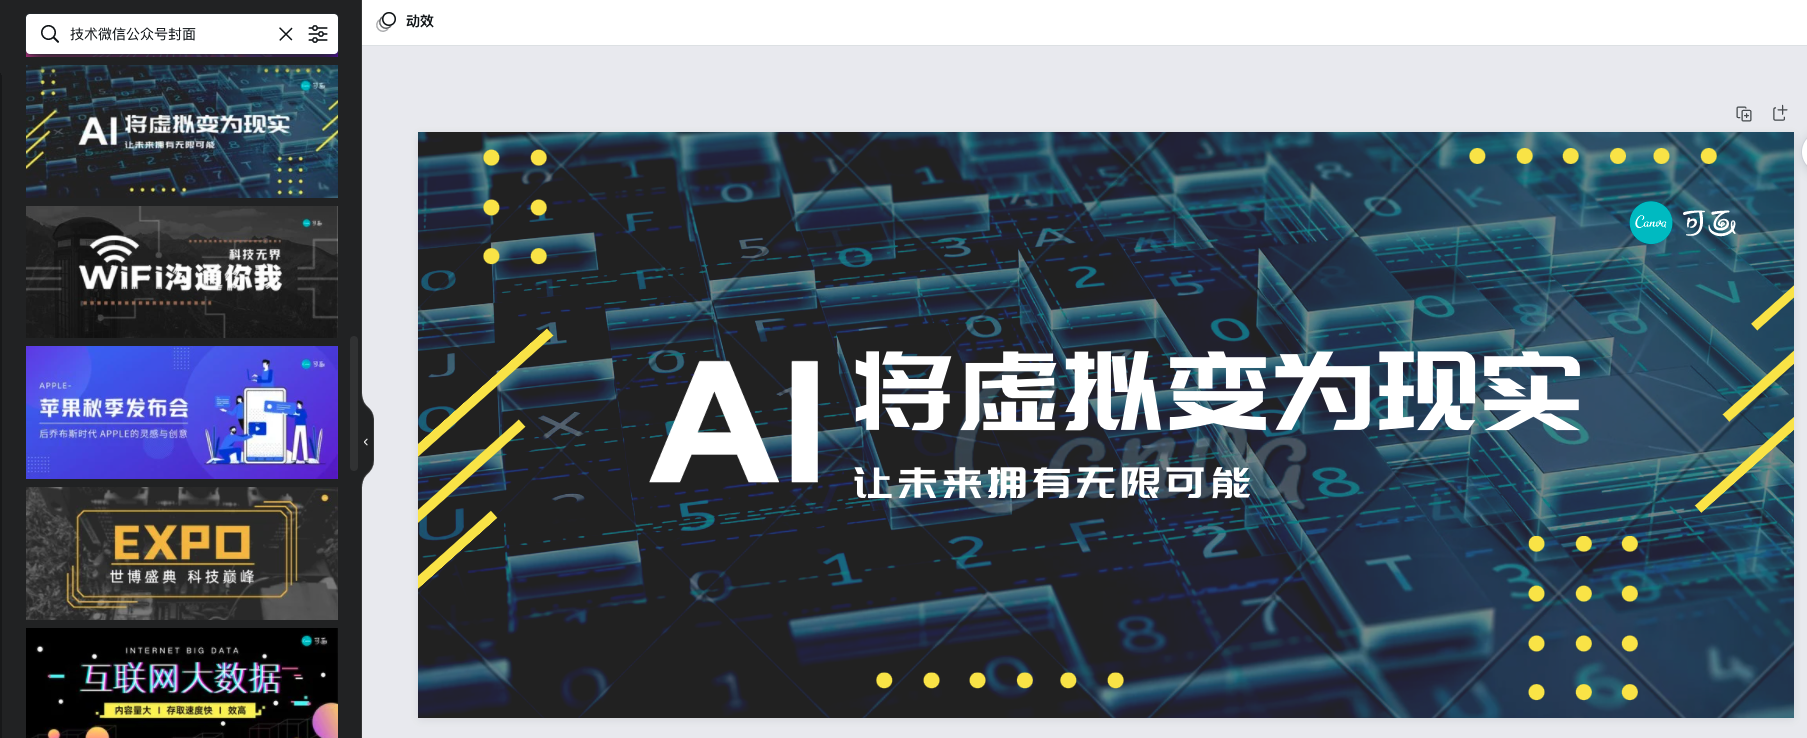 技术微信公众号封面
动效
AI 将虚拟变为现实
让未来拥有无限可能
科技无界
WiFi沟通你我
APPLE-
苹果秋季发布会
后乔布斯时代 APPLE的灵感与创意
EXPO
世博盛典 科技巅峰
INTERNET BIG DATA
互联网大数据
内容量大 I 存取速度快 I 效高
Canva 可画
AI 将虚拟变为现实
让未来拥有无限可能
Canva